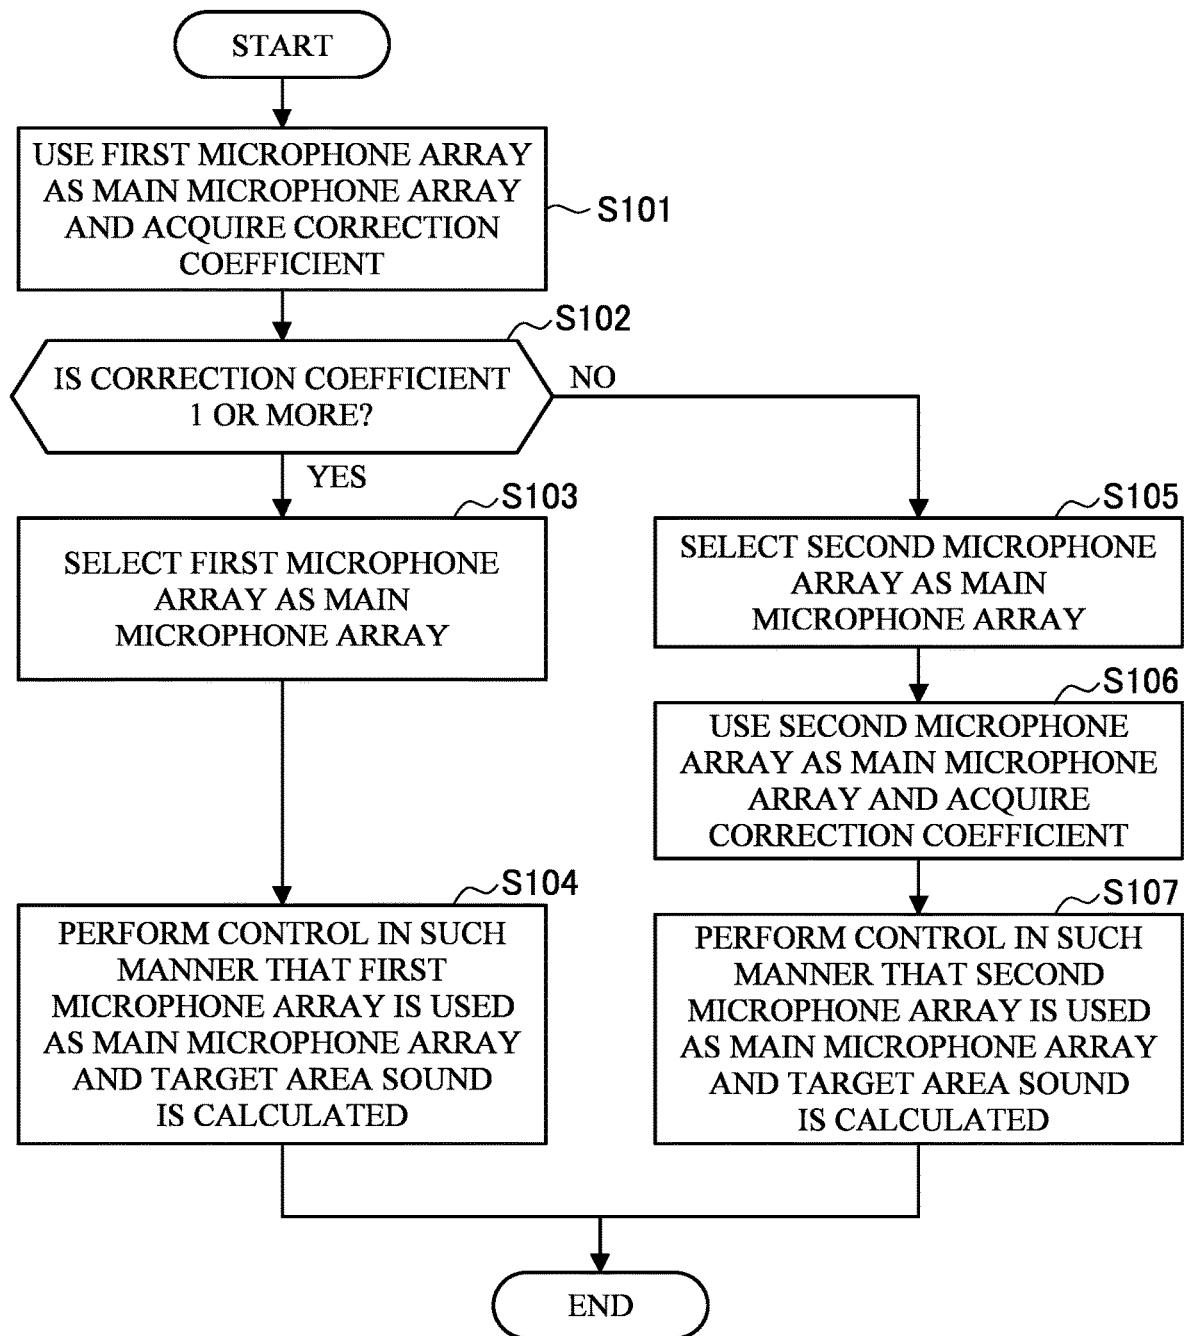 START
USE FIRST MICROPHONE ARRAY
AS MAIN MICROPHONE ARRAY
AND ACQUIRE CORRECTION
COEFFICIENT
S101
S102
IS CORRECTION COEFFICIENT
1 OR MORE?
NO
YES
S103
SELECT FIRST MICROPHONE
ARRAY AS MAIN
MICROPHONE ARRAY
S104
PERFORM CONTROL IN SUCH
MANNER THAT FIRST
MICROPHONE ARRAY IS USED
AS MAIN MICROPHONE ARRAY
AND TARGET AREA SOUND
IS CALCULATED
S105
SELECT SECOND MICROPHONE
ARRAY AS MAIN
MICROPHONE ARRAY
S106
USE SECOND MICROPHONE
ARRAY AS MAIN MICROPHONE
ARRAY AND ACQUIRE
CORRECTION COEFFICIENT
S107
PERFORM CONTROL IN SUCH
MANNER THAT SECOND
MICROPHONE ARRAY IS USED
AS MAIN MICROPHONE ARRAY
AND TARGET AREA SOUND
IS CALCULATED
END